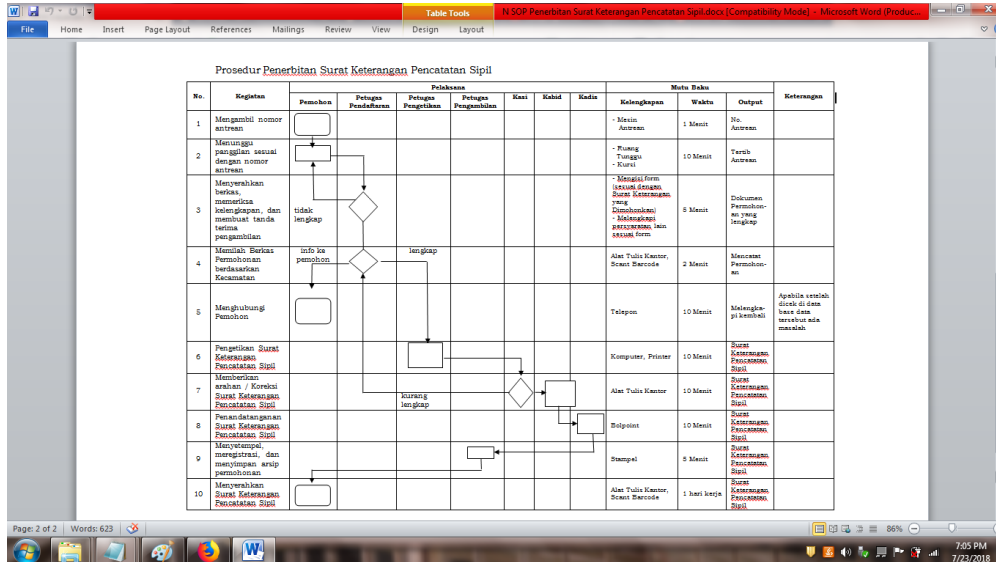 Table Tools
N SOP Penerbitan Surat Keterangan Pencatatan Sipil.docx [Compatibility Mode] - Microsoft Word (Produc...
File Home Insert Page Layout References Mailings Review View Design Layout
Prosedur Penerbitan Surat Keterangan Pencatatan Sipil
No. Kegiatan Pelaksana Mutu Baku Keterangan
Pemohon Petugas Pendaftaran Petugas Pengetikan Petugas Pengambilan Kasi Kabid Kadis Kelengkapan Waktu Output
1 Mengambil nomor antrean - Mesin Antrean 1 Menit No. Antrean
2 Menunggu panggilan sesuai dengan nomor antrean - Ruang Tunggu - Kursi 10 Menit Tertib Antrean
3 Menyerahkan berkas, memeriksa kelengkapan, dan membuat tanda terima pengambilan tidak lengkap - Mengisi form (sesuai dengan Surat Keterangan yang Dimohonkan) - Melengkapi persyaratan lain sesuai form 5 Menit Dokumen Permohon-an yang lengkap
4 Memilah Berkas Permohonan berdasarkan Kecamatan info ke pemohon lengkap Alat Tulis Kantor, Scant Barcode 2 Menit Mencatat Permohon-an
5 Menghubungi Pemohon Telepon 10 Menit Melengka-pi kembali Apabila setelah dicek di data base data tersebut ada masalah
6 Pengetikan Surat Keterangan Pencatatan Sipil Komputer, Printer 10 Menit Surat Keterangan Pencatatan Sipil
7 Memberikan arahan / Koreksi Surat Keterangan Pencatatan Sipil kurang lengkap Alat Tulis Kantor 10 Menit Surat Keterangan Pencatatan Sipil
8 Penandatanganan Surat Keterangan Pencatatan Sipil Bolpoint 10 Menit Surat Keterangan Pencatatan Sipil
9 Menyetempel, meregistrasi, dan menyimpan arsip permohonan Stampel 5 Menit Surat Keterangan Pencatatan Sipil
10 Menyerahkan Surat Keterangan Pencatatan Sipil Alat Tulis Kantor, Scant Barcode 1 hari kerja Surat Keterangan Pencatatan Sipil
Page: 2 of 2 Words: 623 86%
7:05 PM
7/23/2018